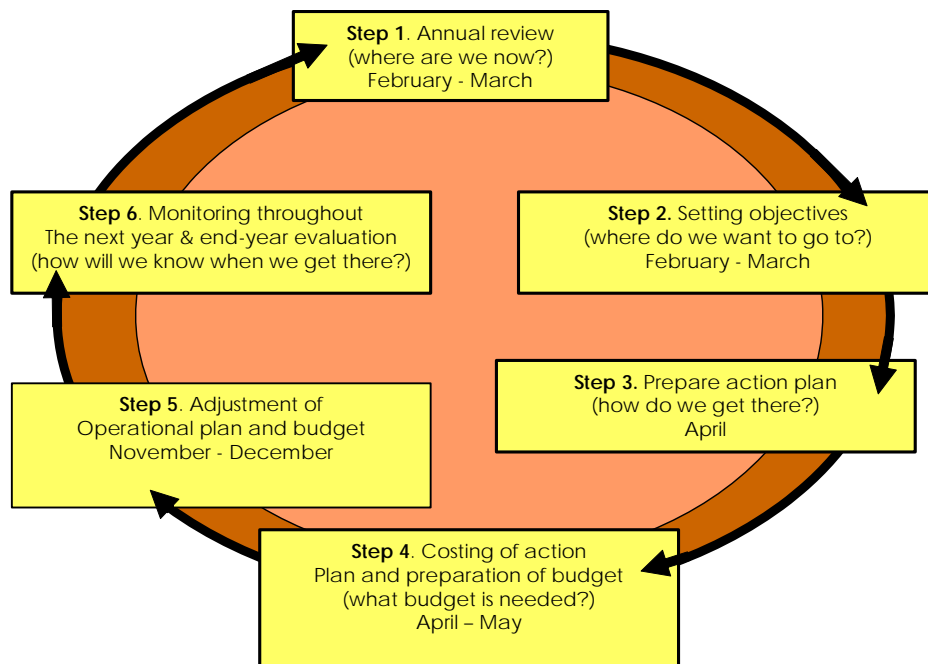 Step 1. Annual review
(where are we now?)
February - March
Step 2. Setting objectives
(where do we want to go to?)
February - March
Step 3. Prepare action plan
(how do we get there?)
April
Step 4. Costing of action
Plan and preparation of budget
(what budget is needed?)
April – May
Step 5. Adjustment of
Operational plan and budget
November - December
Step 6. Monitoring throughout
The next year & end-year evaluation
(how will we know when we get there?)